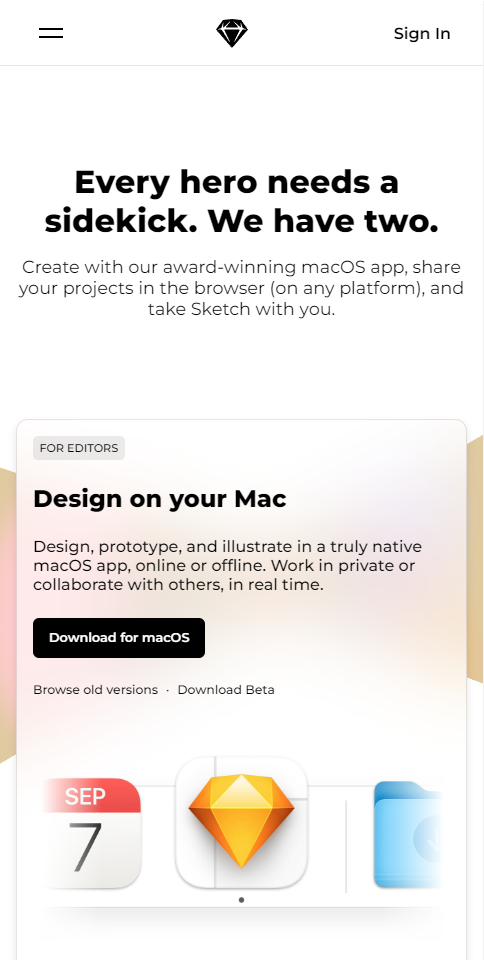 Sign In
Every hero needs a
sidekick. We have two.
Create with our award-winning macOS app, share
your projects in the browser (on any platform), and
take Sketch with you.
FOR EDITORS
Design on your Mac
Design, prototype, and illustrate in a truly native
macOS app, online or offline. Work in private or
collaborate with others, in real time.
Download for macOS
Browse old versions · Download Beta
SEP
7